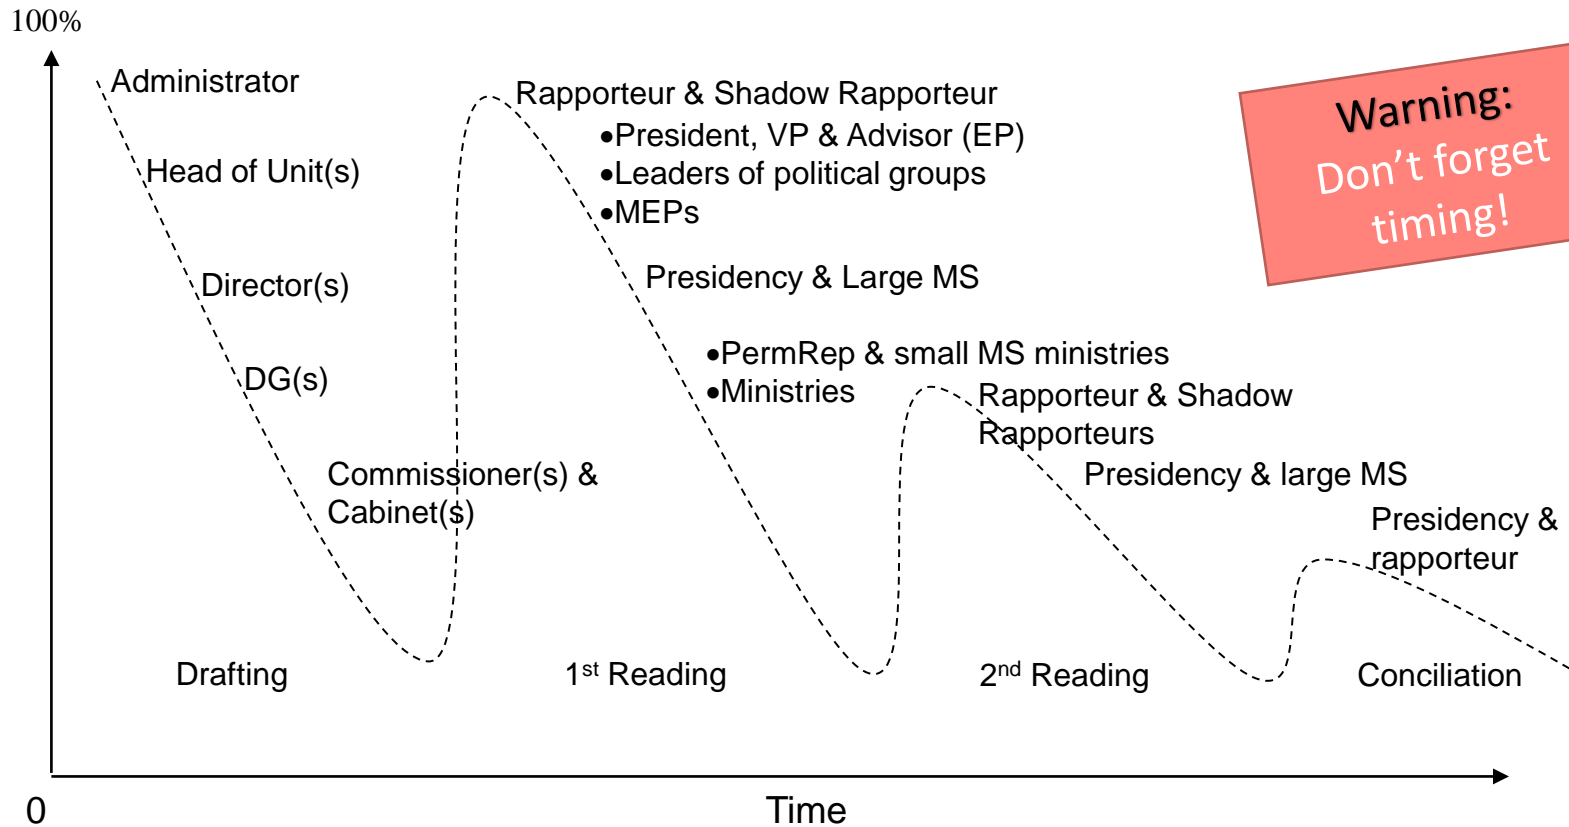 100%
Administrator
Head of Unit(s)
Director(s)
DG(s)
Commissioner(s) &
Cabinet(s)
Rapporteur & Shadow Rapporteur
•President, VP & Advisor (EP)
•Leaders of political groups
•MEPs
Presidency & Large MS
•PermRep & small MS ministries
•Ministries
Rapporteur & Shadow
Rapporteurs
Presidency & large MS
Presidency &
rapporteur
Warning:
Don’t forget
timing!
Drafting
1st Reading
2nd Reading
Conciliation
0
Time